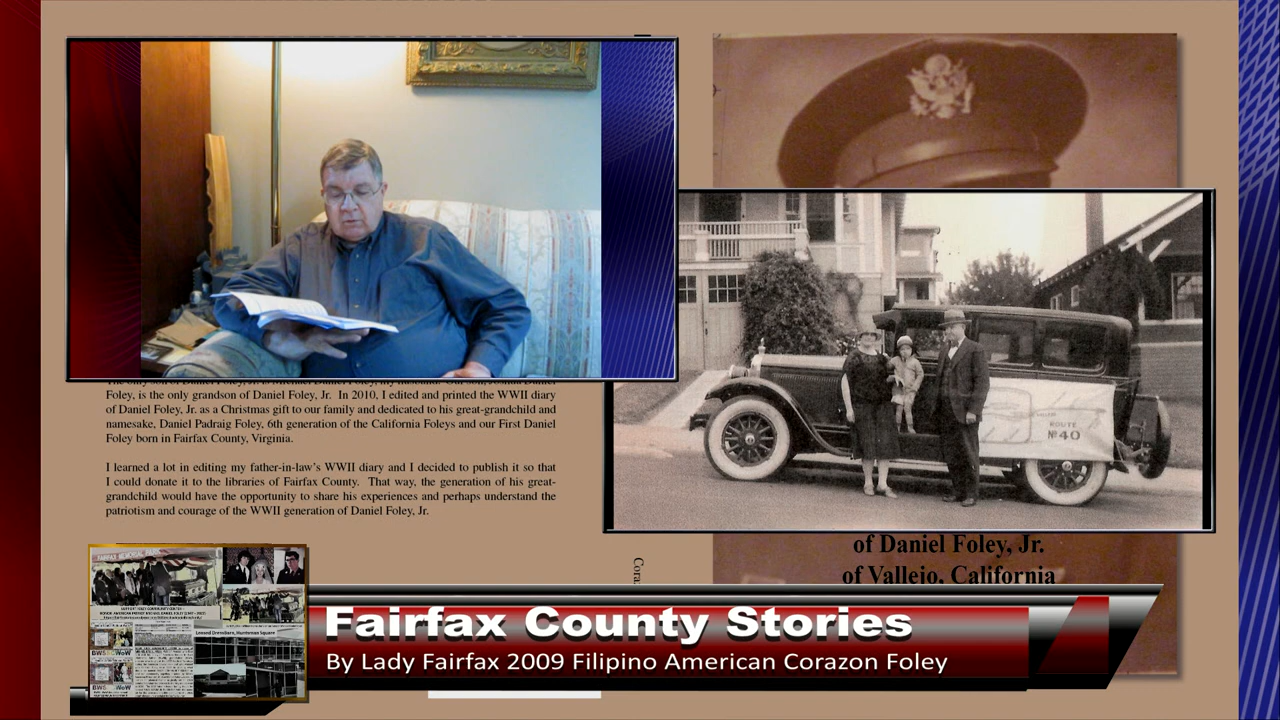 Foley, is the only grandson of Daniel Foley, Jr. In 2010, I edited and printed the WWII diary
of Daniel Foley, Jr. as a Christmas gift to our family and dedicated to his great-grandchild and
namesake, Daniel Padraig Foley, 6th generation of the California Foleys and our First Daniel
Foley born in Fairfax County, Virginia.
I learned a lot in editing my father-in-law's WWII diary and I decided to publish it so that
I could donate it to the libraries of Fairfax County. That way, the generation of his great-
grandchild would have the opportunity to share his experiences and perhaps understand the
patriotism and courage of the WWII generation of Daniel Foley, Jr.
ROUTE
Nº40
of Daniel Foley, Jr.
of Vallejo, California
Cora
FAIRFAX MEMORIAL PARK
Fairfax County Stories
By Lady Fairfax 2009 Filipino American Corazon Foley